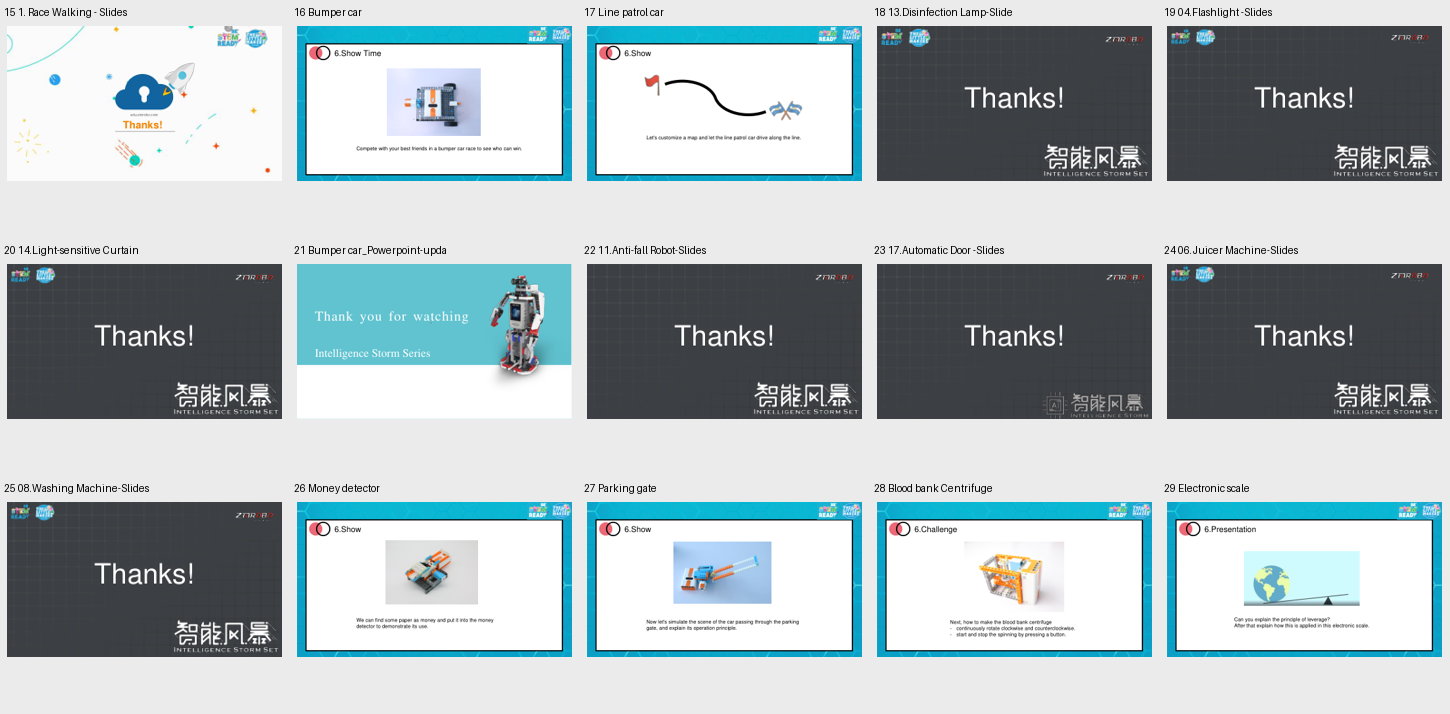 15 1. Race Walking - Slides
16 Bumper car
17 Line patrol car
18 13.Disinfection Lamp-Slide
19 04.Flashlight -Slides
STEM READY
Thanks!
6.Show Time
Compete with your best friends in a bumper car race to see who can win.
6.Show
Let's customize a map and let the line patrol car drive along the line.
Thanks!
智能风暴
INTELLIGENCE STORM SET
Thanks!
智能风暴
INTELLIGENCE STORM SET
20 14.Light-sensitive Curtain
21 Bumper car_Powerpoint-upda
22 11.Anti-fall Robot-Slides
23 17.Automatic Door -Slides
24 06.Juicer Machine-Slides
Thanks!
智能风暴
INTELLIGENCE STORM SET
Thank you for watching
Intelligence Storm Series
Thanks!
智能风暴
INTELLIGENCE STORM SET
Thanks!
AI 智能风暴
INTELLIGENCE STORM SET
Thanks!
智能风暴
INTELLIGENCE STORM SET
25 08.Washing Machine-Slides
26 Money detector
27 Parking gate
28 Blood bank Centrifuge
29 Electronic scale
Thanks!
智能风暴
INTELLIGENCE STORM SET
6.Show
We can find some paper as money and put it into the money
detector to demonstrate its use.
6.Show
Now let's simulate the scene of the car passing through the parking
gate, and explain its operation principle.
6.Challenge
Next, how to make the blood bank centrifuge
- continuously rotate clockwise and counterclockwise.
- start and stop the spinning by pressing a button.
6.Presentation
Can you explain the principle of leverage?
After that explain how this is applied in this electronic scale.